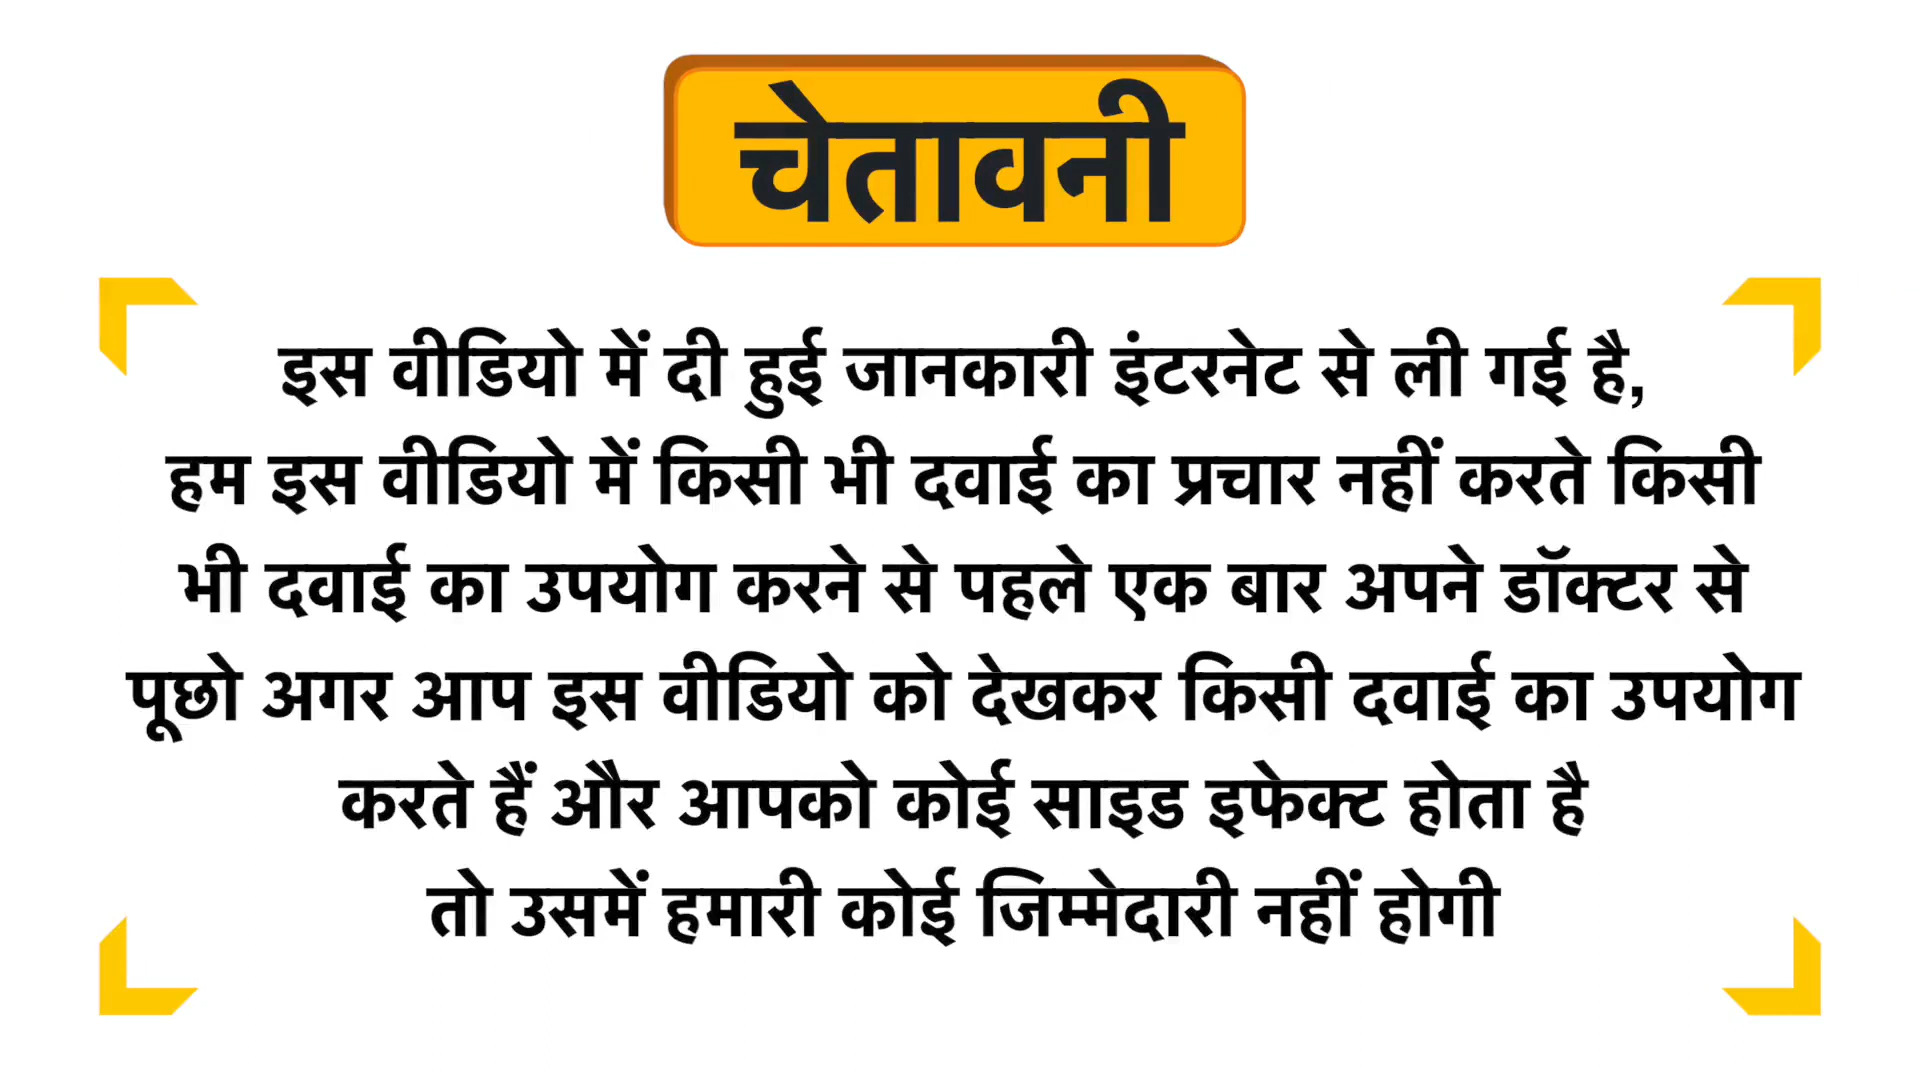 चेतावनी
इस वीडियो में दी हुई जानकारी इंटरनेट से ली गई है,
हम इस वीडियो में किसी भी दवाई का प्रचार नहीं करते किसी
भी दवाई का उपयोग करने से पहले एक बार अपने डॉक्टर से
पूछो अगर आप इस वीडियो को देखकर किसी दवाई का उपयोग
करते हैं और आपको कोई साइड इफेक्ट होता है
तो उसमें हमारी कोई जिम्मेदारी नहीं होगी